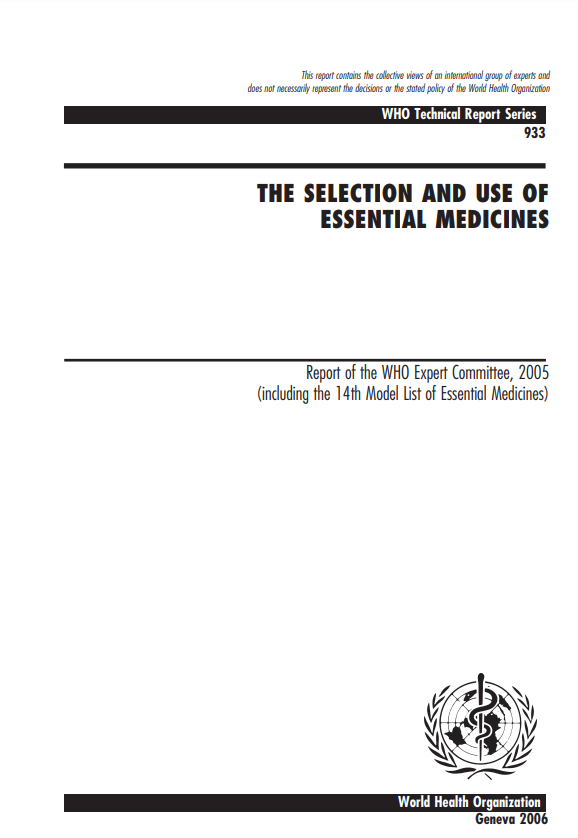 This report contains the collective views of an international group of experts and
does not necessarily represent the decisions or the stated policy of the World Health Organization
WHO Technical Report Series
933
THE SELECTION AND USE OF
ESSENTIAL MEDICINES
Report of the WHO Expert Committee, 2005
(including the 14th Model List of Essential Medicines)
World Health Organization
Geneva 2006